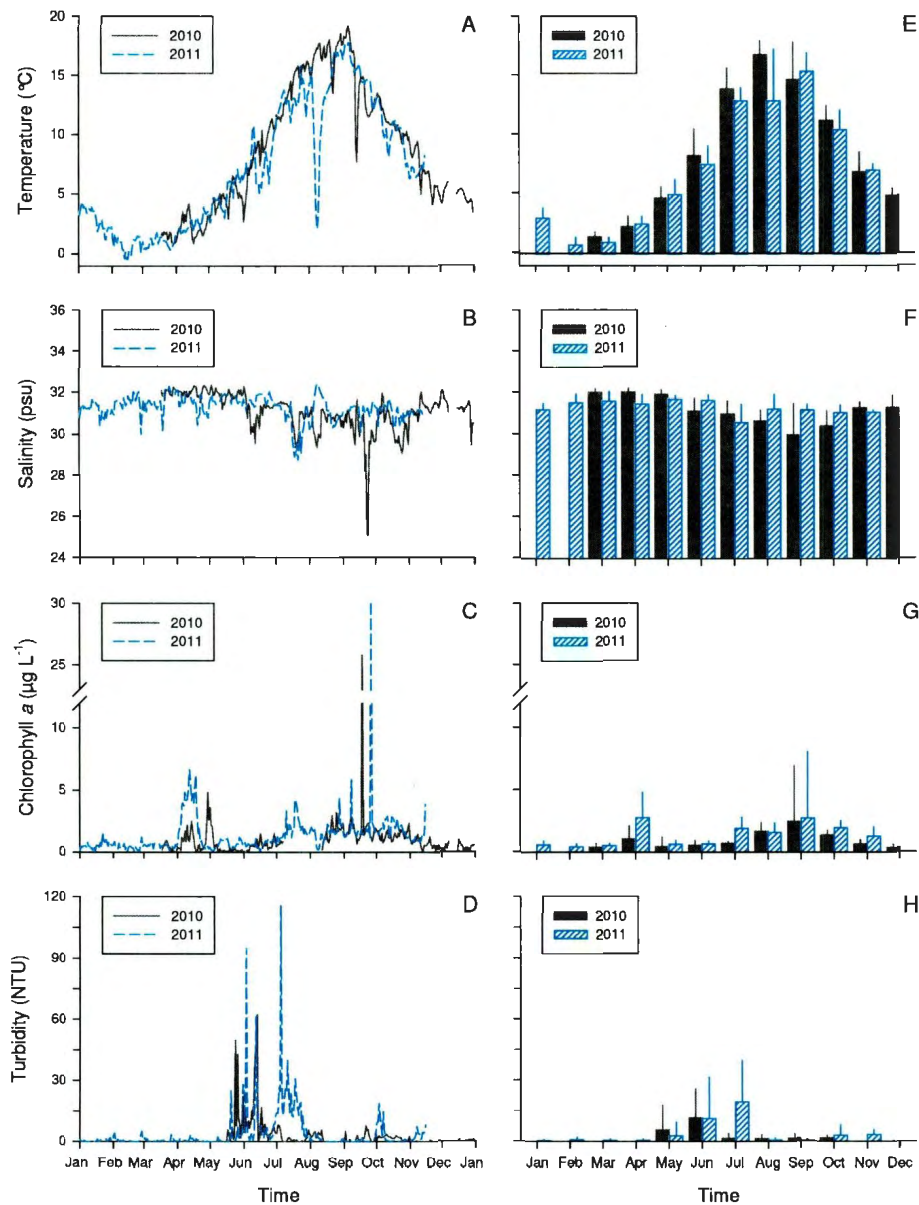 A
2010
2011
Temperature (°C)
20
15
10
5
0
E
2010
2011
B
2010
2011
Salinity (psu)
36
34
32
30
28
26
24
F
2010
2011
C
2010
2011
Chlorophyll a (µg L-1)
30
25
10
5
0
G
2010
2011
D
2010
2011
Turbidity (NTU)
120
90
60
30
0
H
2010
2011
Jan Feb Mar Apr May Jun Jul Aug Sep Oct Nov Dec Jan
Time
Jan Feb Mar Apr May Jun Jul Aug Sep Oct Nov Dec
Time